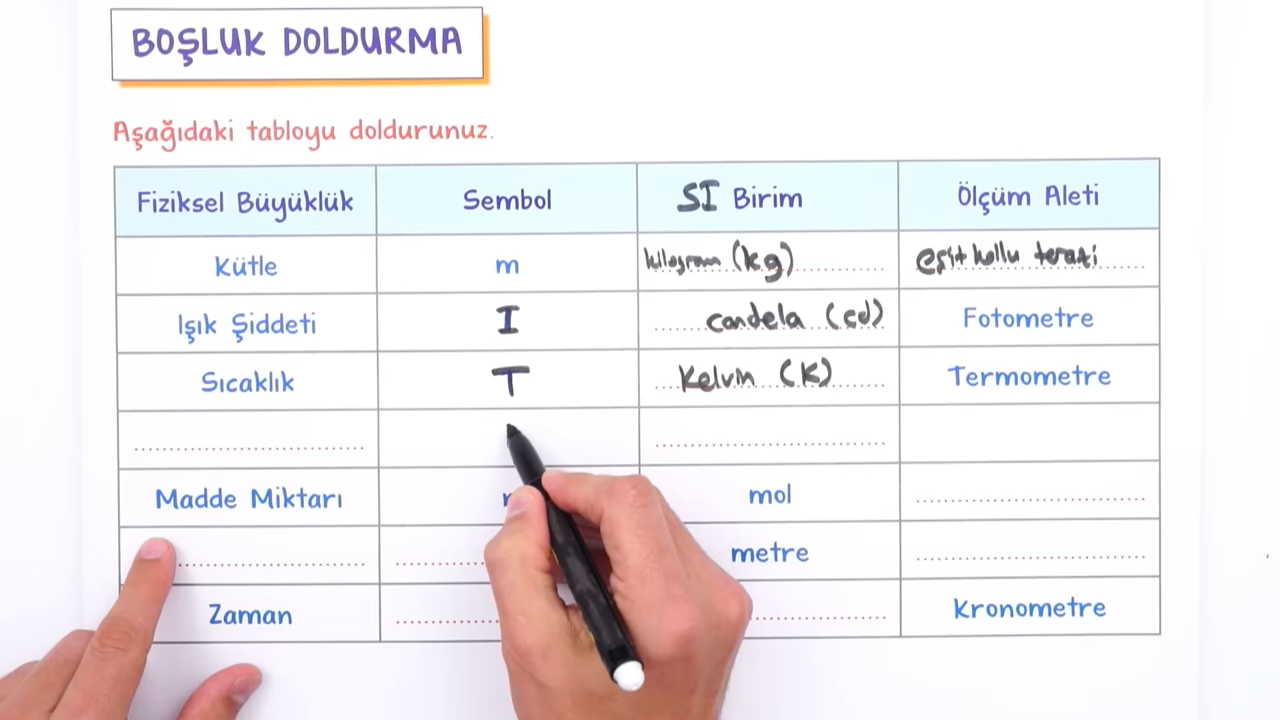 BOŞLUK DOLDURMA
Aşağıdaki tabloyu doldurunuz.
Fiziksel Büyüklük Sembol SI Birim Ölçüm Aleti
Kütle m kilogram (kg) eşit kollu terazi
Işık Şiddeti I candela (cd) Fotometre
Sıcaklık T Kelvin (K) Termometre
Madde Miktarı mol
metre
Zaman Kronometre